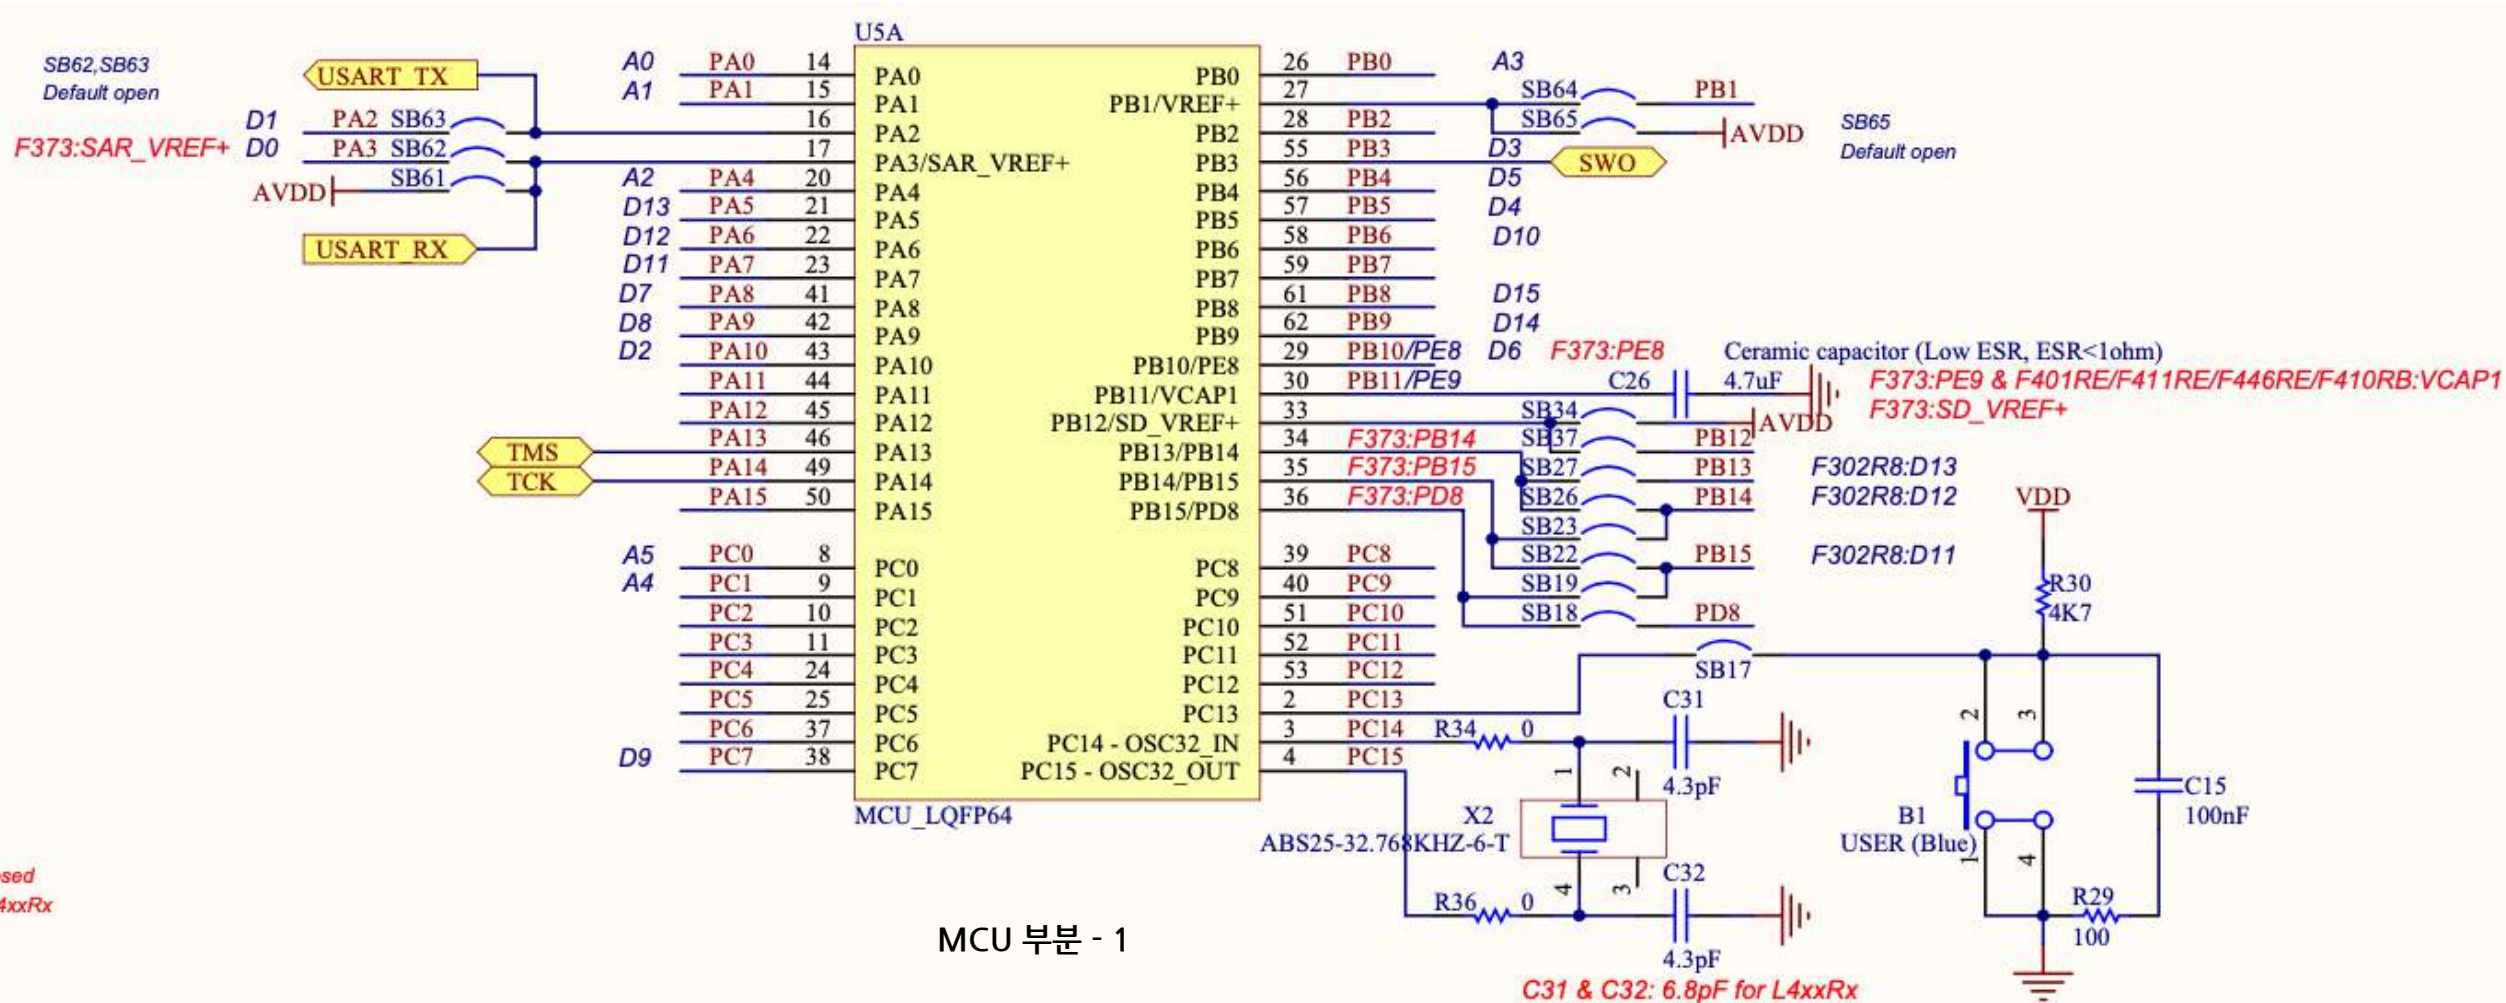 U5A
SB62,SB63
Default open
USART_TX
D1 PA2 SB63
F373:SAR_VREF+ D0 PA3 SB62
AVDD SB61
USART_RX
A0 PA0 14 PA0
A1 PA1 15 PA1
16 PA2
17 PA3/SAR_VREF+
A2 PA4 20 PA4
D13 PA5 21 PA5
D12 PA6 22 PA6
D11 PA7 23 PA7
D7 PA8 41 PA8
D8 PA9 42 PA9
D2 PA10 43 PA10
PA11 44 PA11
PA12 45 PA12
TMS PA13 46 PA13
TCK PA14 49 PA14
PA15 50 PA15
A5 PC0 8 PC0
A4 PC1 9 PC1
PC2 10 PC2
PC3 11 PC3
PC4 24 PC4
PC5 25 PC5
PC6 37 PC6
D9 PC7 38 PC7
MCU_LQFP64
PB0 26 PB0 A3
PB1/VREF+ 27 SB64 PB1
PB2 28 PB2 SB65 AVDD
SB65
Default open
PB3 55 PB3 D3 SWO
PB4 56 PB4 D5
PB5 57 PB5 D4
PB6 58 PB6 D10
PB7 59 PB7
PB8 61 PB8 D15
PB9 62 PB9 D14
PB10/PE8 29 PB10/PE8 D6 F373:PE8
Ceramic capacitor (Low ESR, ESR<1ohm)
PB11/VCAP1 30 PB11/PE9 C26 4.7uF
F373:PE9 & F401RE/F411RE/F446RE/F410RB:VCAP1
F373:SD_VREF+
PB12/SD_VREF+ 33 SB34 AVDD
PB13/PB14 34 F373:PB14 SB37 PB12
PB14/PB15 35 F373:PB15 SB27 PB13 F302R8:D13
PB15/PD8 36 F373:PD8 SB26 PB14 F302R8:D12
SB23
PC8 39 PC8 SB22 PB15 F302R8:D11
PC9 40 PC9 SB19
PC10 51 PC10 SB18 PD8
PC11 52 PC11
PC12 53 PC12 SB17
PC13 2 PC13
PC14 - OSC32_IN 3 PC14 R34 0
PC15 - OSC32_OUT 4 PC15
C31
4.3pF
1 2
X2
ABS25-32.768KHZ-6-T
4 3
C32
R36 0
4.3pF
C31 & C32: 6.8pF for L4xxRx
VDD
R30
4K7
2 3
B1
USER (Blue)
1 4
C15
100nF
R29
100
sed
4xxRx
MCU 부분 - 1